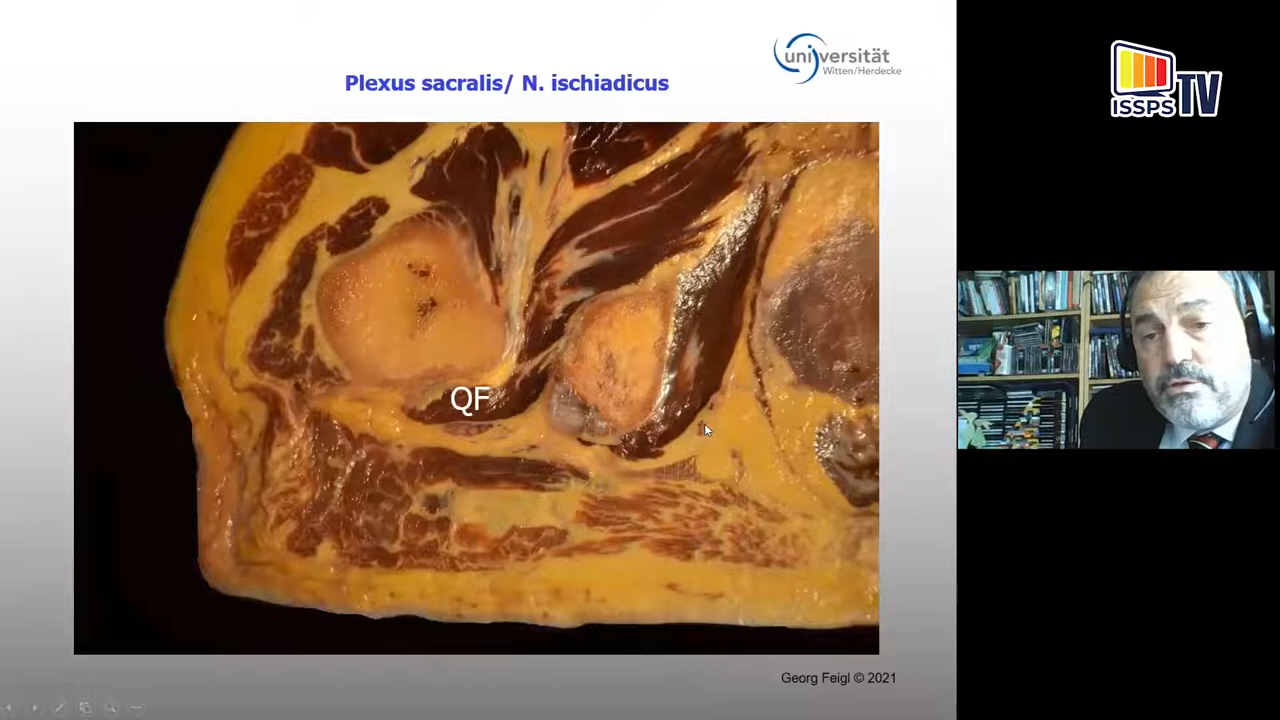 Plexus sacralis/ N. ischiadicus
universität
Witten/Herdecke
ISSPS TV
QF
Georg Feigl © 2021